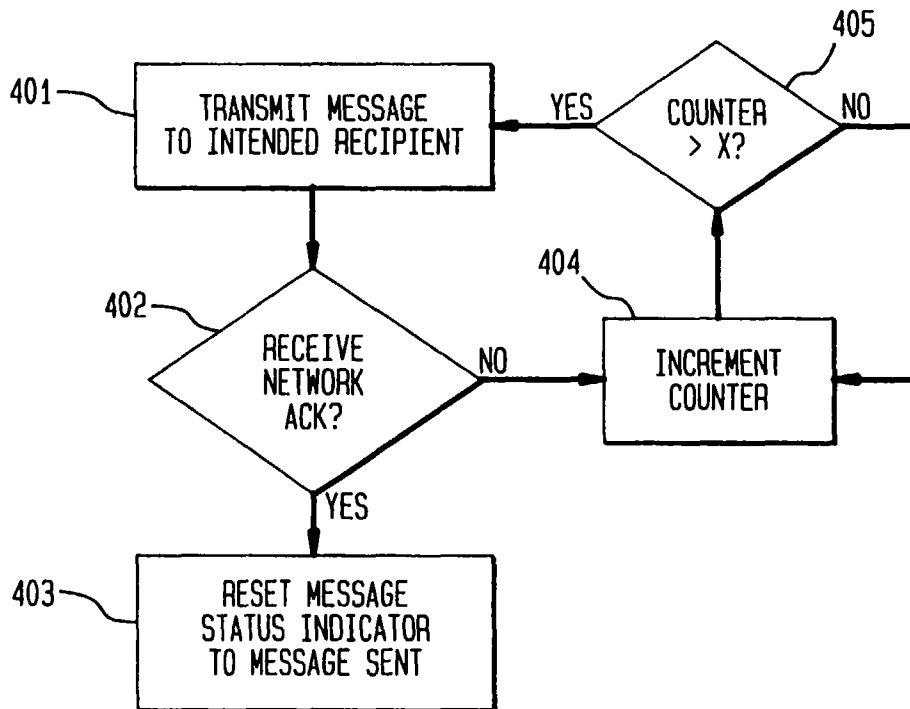 405
401
TRANSMIT MESSAGE
TO INTENDED RECIPIENT
YES
COUNTER
> X?
NO
402
RECEIVE
NETWORK
ACK?
NO
404
INCREMENT
COUNTER
YES
403
RESET MESSAGE
STATUS INDICATOR
TO MESSAGE SENT